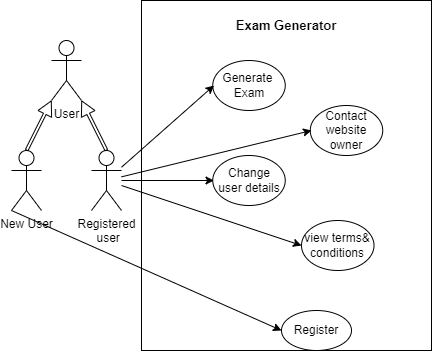 Exam Generator
User
Generate
Exam
Contact
website
owner
Change
user details
New User
Registered
user
view terms&
conditions
Register